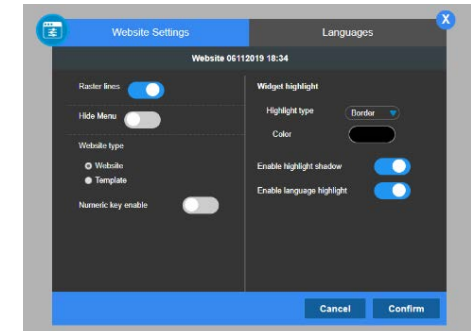 Website Settings
Languages
X
Website 06112019 18:34
Raster lines
Hide Menu
Website type
Website
Template
Numeric key enable
Widget highlight
Highlight type
Border
Color
Enable highlight shadow
Enable language highlight
Cancel
Confirm